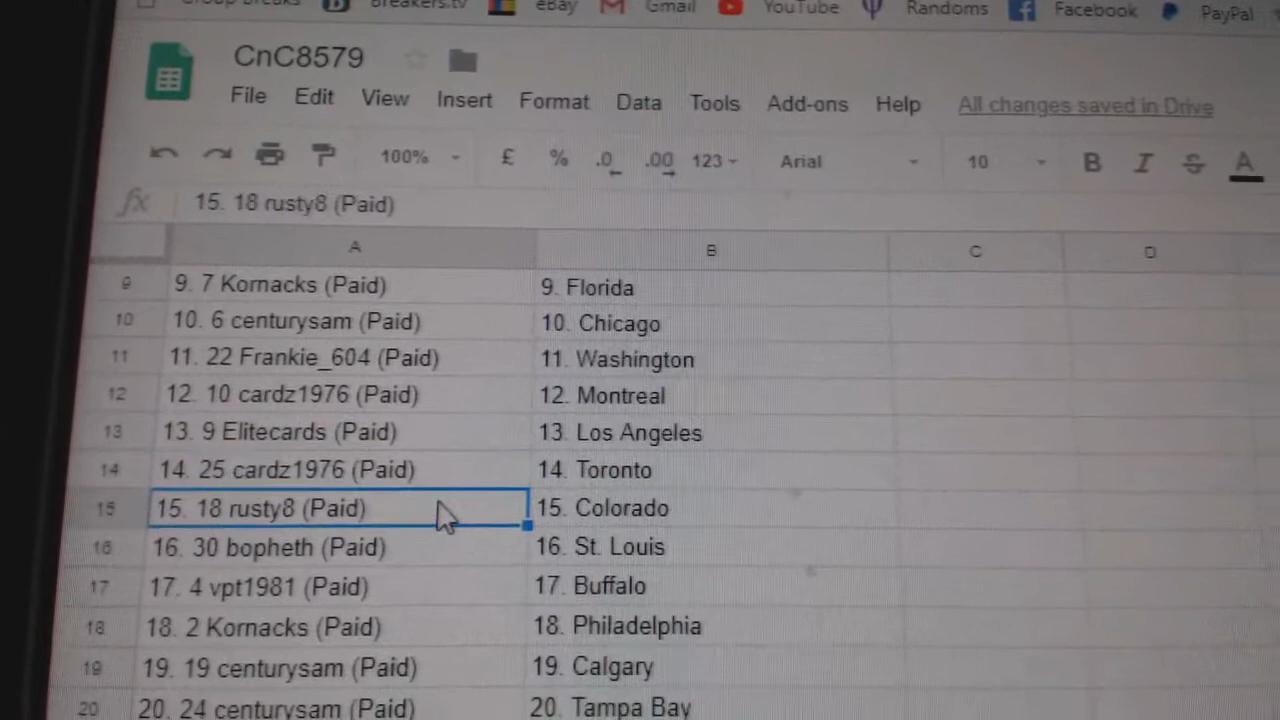 Group Breaks Breakers.tv eBay Gmail YouTube Randoms Facebook PayPal
CnC8579
File Edit View Insert Format Data Tools Add-ons Help All changes saved in Drive
100% £ % .0 .00 123 Arial 10 B I S A
fx 15. 18 rusty8 (Paid)
A B C D
9 9. 7 Kornacks (Paid) 9. Florida
10 10. 6 centurysam (Paid) 10. Chicago
11 11. 22 Frankie_604 (Paid) 11. Washington
12 12. 10 cardz1976 (Paid) 12. Montreal
13 13. 9 Elitecards (Paid) 13. Los Angeles
14 14. 25 cardz1976 (Paid) 14. Toronto
15 15. 18 rusty8 (Paid) 15. Colorado
16 16. 30 bopheth (Paid) 16. St. Louis
17 17. 4 vpt1981 (Paid) 17. Buffalo
18 18. 2 Kornacks (Paid) 18. Philadelphia
19 19. 19 centurysam (Paid) 19. Calgary
20 20. 24 centurysam (Paid) 20. Tampa Bay